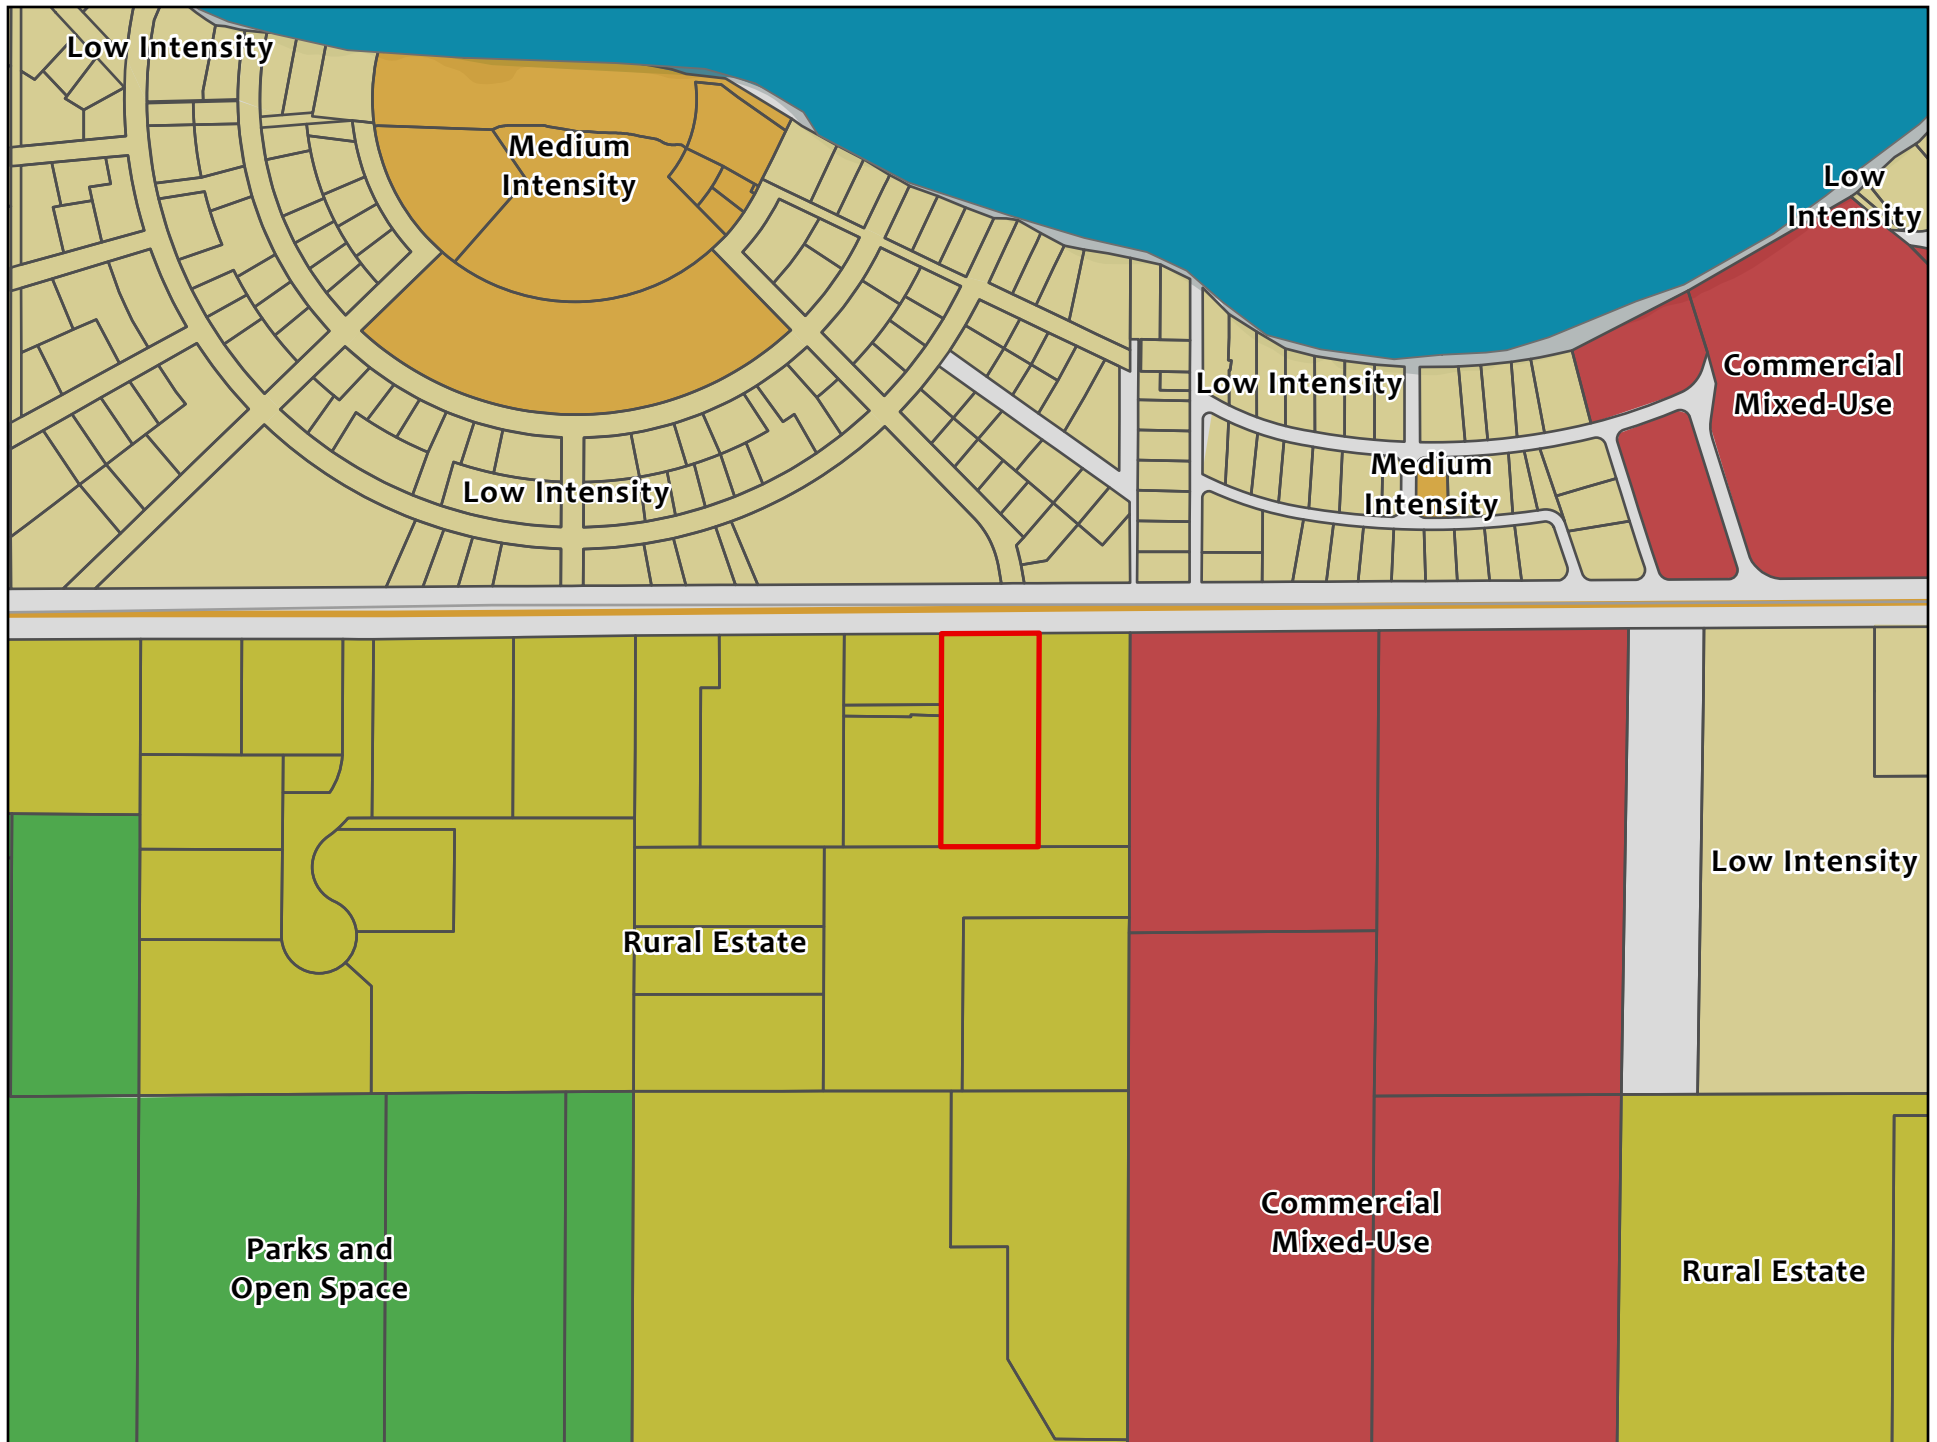 Low Intensity
Medium
Intensity
Low
Intensity
Commercial
Mixed-Use
Low Intensity
Medium
Intensity
Low Intensity
Low Intensity
Rural Estate
Commercial
Mixed-Use
Parks and
Open Space
Rural Estate